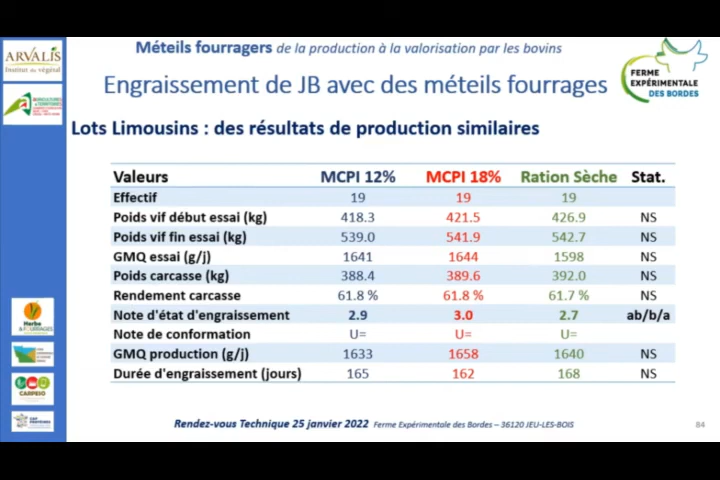 Méteils fourragers de la production à la valorisation par les bovins
ARVALIS
Institut du végétal
Engraissement de JB avec des méteils fourrages
FERME
EXPÉRIMENTALE
DES BORDES
Lots Limousins : des résultats de production similaires
Valeurs MCPI 12% MCPI 18% Ration Sèche Stat.
Effectif 19 19 19
Poids vif début essai (kg) 418.3 421.5 426.9 NS
Poids vif fin essai (kg) 539.0 541.9 542.7 NS
GMQ essai (g/j) 1641 1644 1598 NS
Poids carcasse (kg) 388.4 389.6 392.0 NS
Rendement carcasse 61.8 % 61.8 % 61.7 % NS
Note d'état d'engraissement 2.9 3.0 2.7 ab/b/a
Note de conformation U= U= U=
GMQ production (g/j) 1633 1658 1640 NS
Durée d'engraissement (jours) 165 162 168 NS
Herbe
& FOURRAGES
CARPEIO
Rendez-vous Technique 25 janvier 2022 Ferme Expérimentale des Bordes – 36120 JEU-LES-BOIS
84